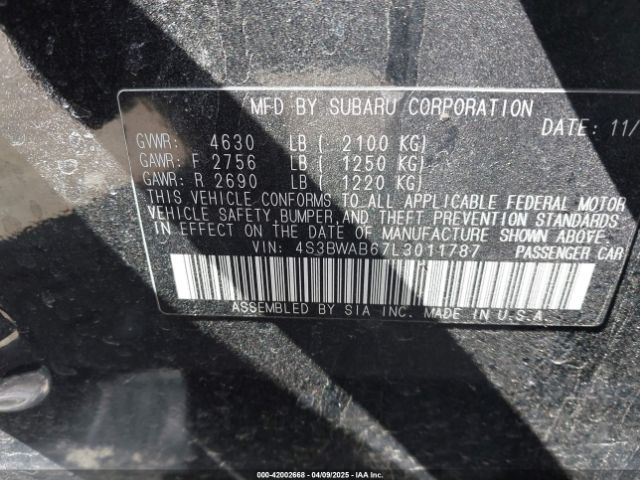 MFD BY SUBARU CORPORATION
DATE: 11/
GVWR: 4630 LB ( 2100 KG)
GAWR: F 2756 LB ( 1250 KG)
GAWR: R 2690 LB ( 1220 KG)
THIS VEHICLE CONFORMS TO ALL APPLICABLE FEDERAL MOTOR
VEHICLE SAFETY, BUMPER, AND THEFT PREVENTION STANDARDS
IN EFFECT ON THE DATE OF MANUFACTURE SHOWN ABOVE.
VIN: 4S3BWAB67L3011787 PASSENGER CAR
ASSEMBLED BY SIA INC. MADE IN U.S.A.
000-42002668 - 04/09/2025 - IAAI.com